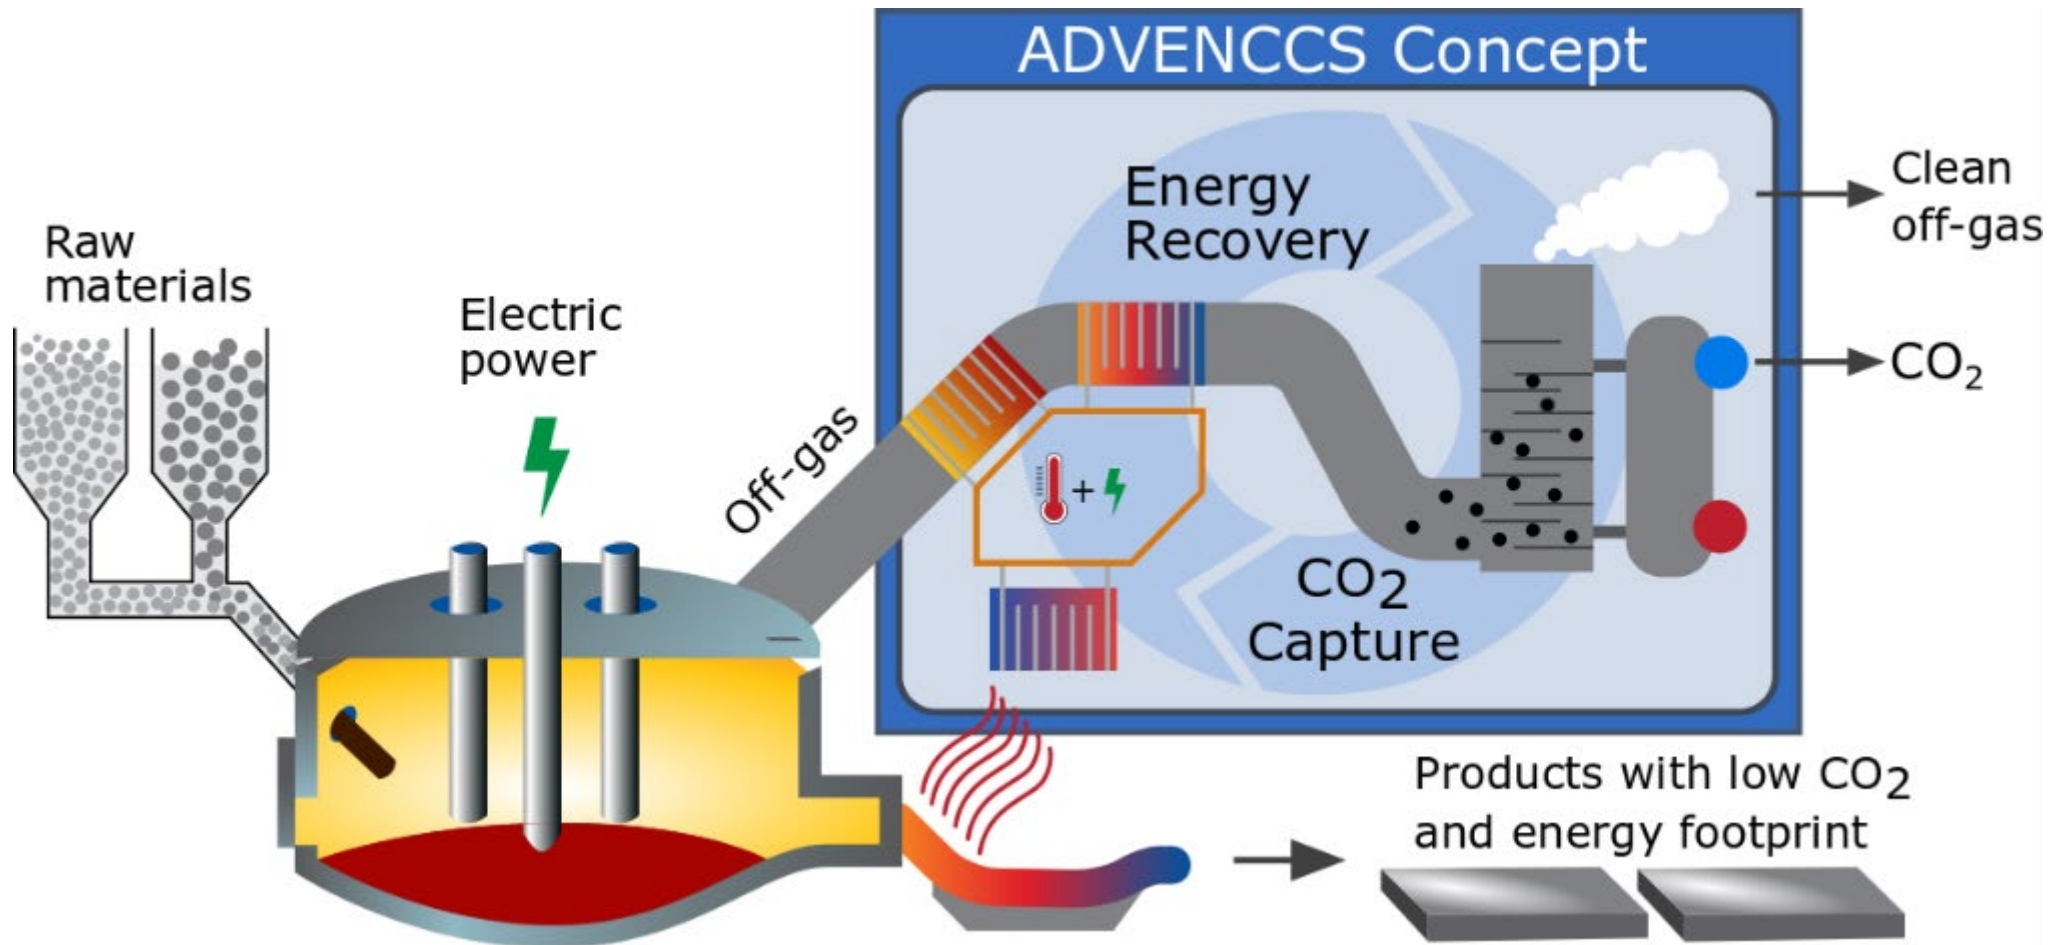 ADVENCCS Concept
Clean
off-gas
Energy
Recovery
Raw
materials
Electric
power
CO₂
Off-gas
+
CO₂
Capture
Products with low CO₂
and energy footprint